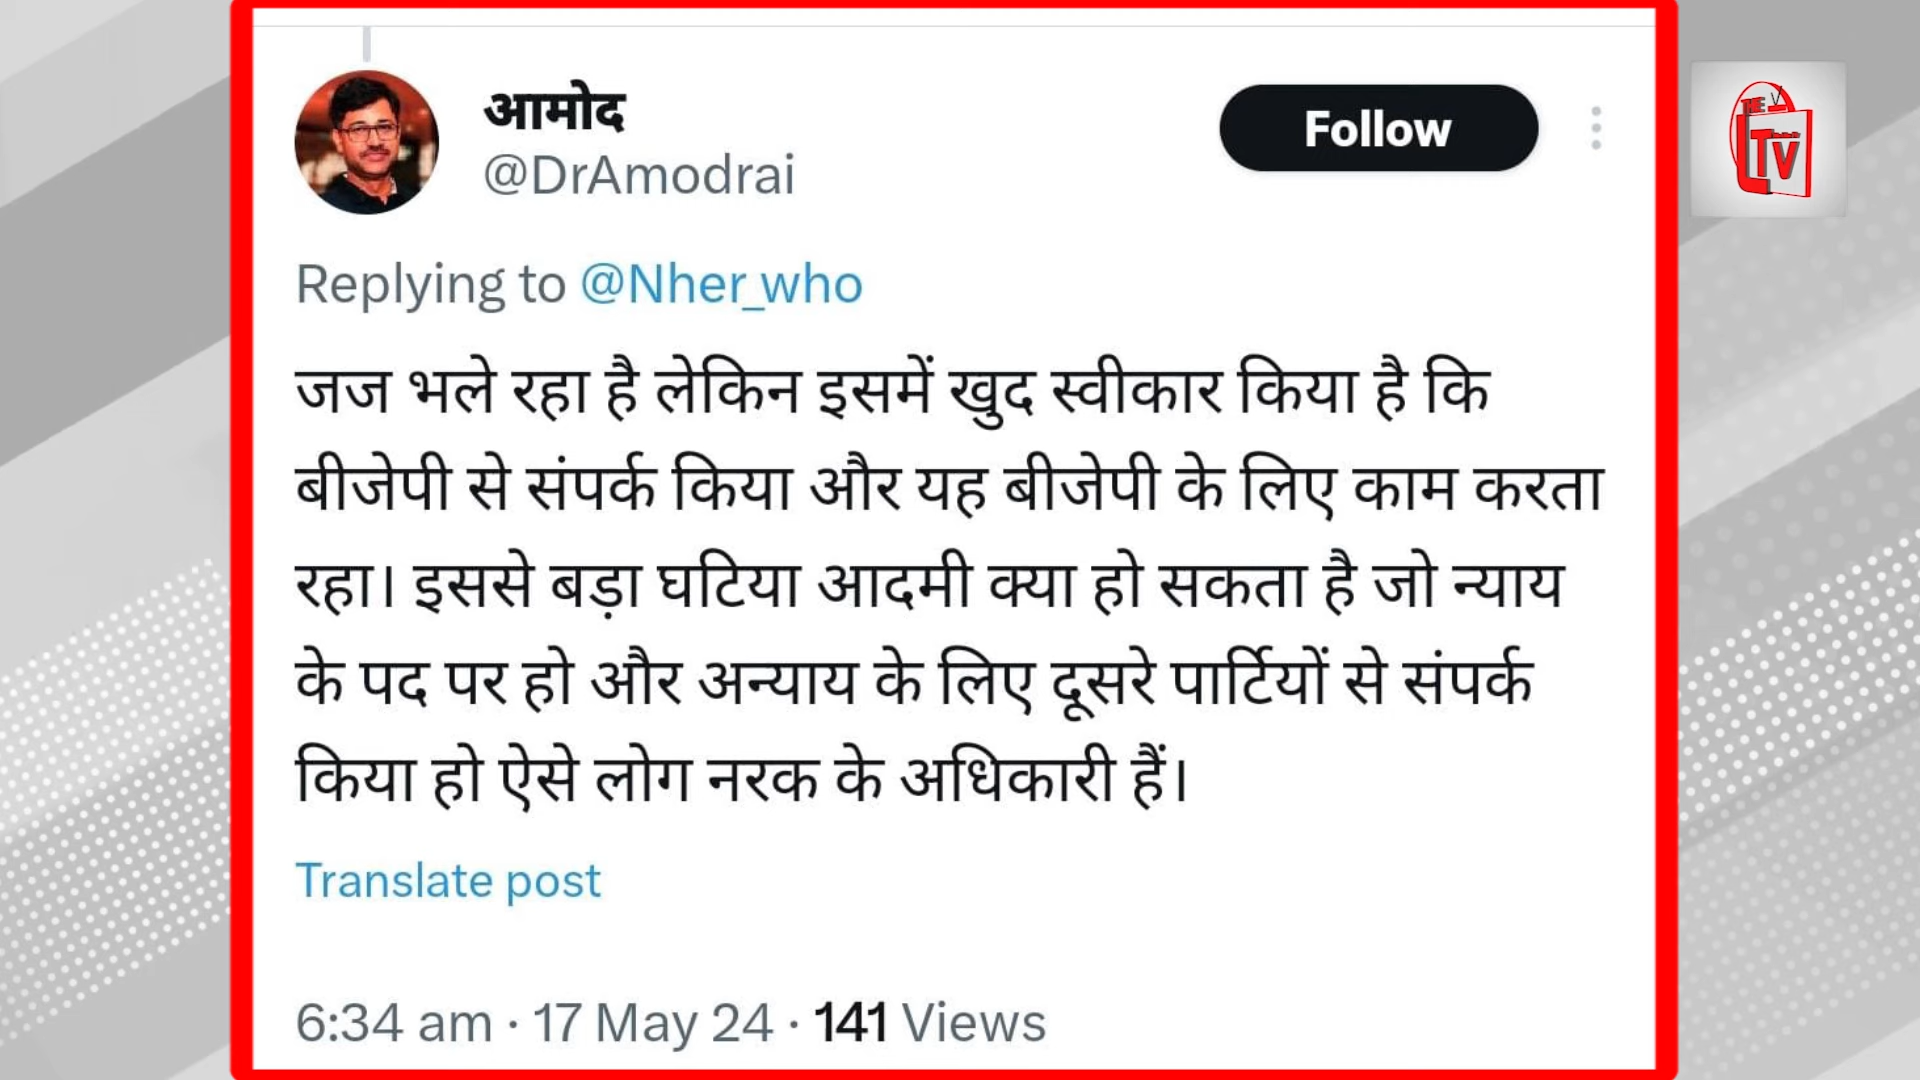 आमोद
@DrAmodrai
Follow
Replying to @Nher_who
जज भले रहा है लेकिन इसमें खुद स्वीकार किया है कि
बीजेपी से संपर्क किया और यह बीजेपी के लिए काम करता
रहा। इससे बड़ा घटिया आदमी क्या हो सकता है जो न्याय
के पद पर हो और अन्याय के लिए दूसरे पार्टियों से संपर्क
किया हो ऐसे लोग नरक के अधिकारी हैं।
Translate post
6:34 am · 17 May 24 · 141 Views
THE
TV